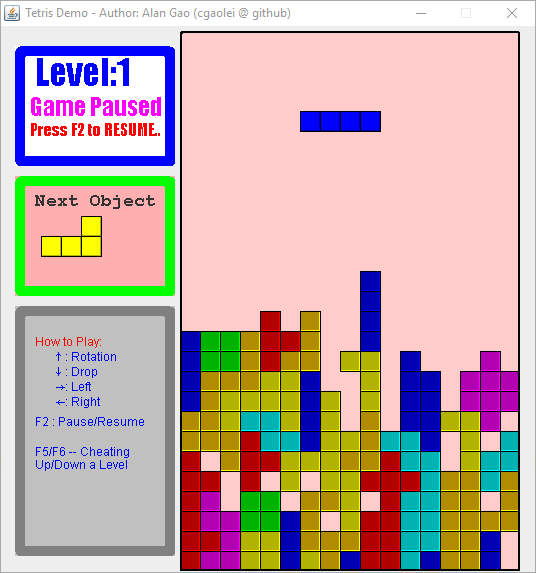 Tetris Demo - Author: Alan Gao (cgaolei @ github)
Level:1
Game Paused
Press F2 to RESUME..
Next Object
How to Play:
↑ : Rotation
↓ : Drop
→: Left
←: Right
F2 : Pause/Resume
F5/F6 -- Cheating
Up/Down a Level